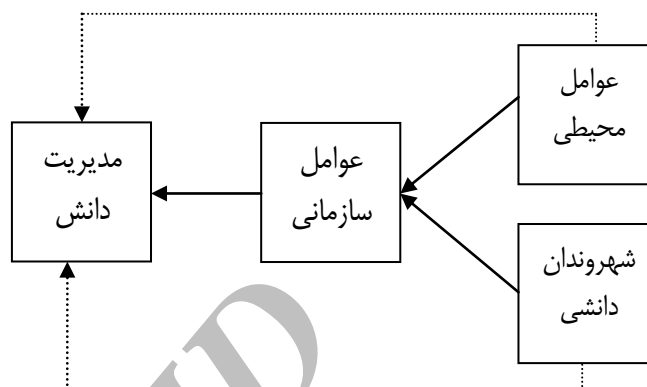 عوامل
محیطی
شهروندان
دانشی
عوامل
سازمانی
مدیریت
دانش